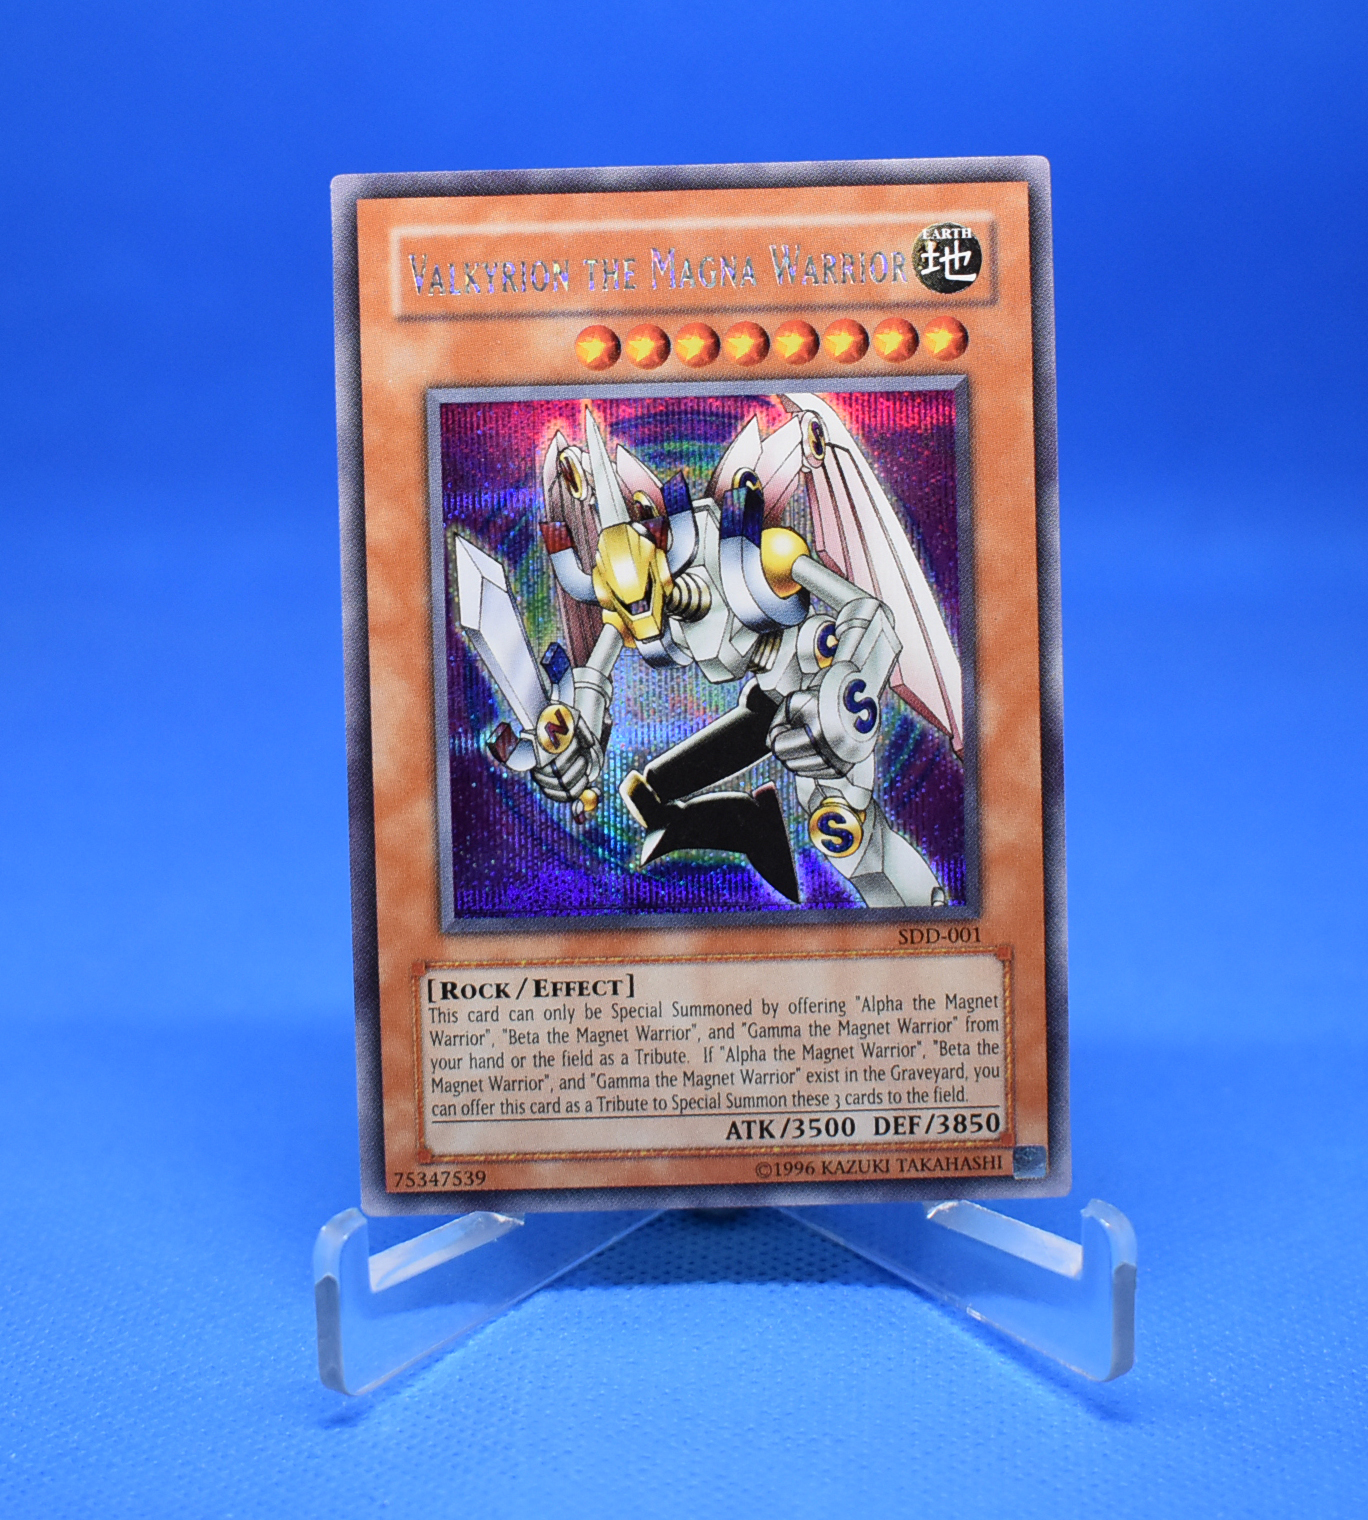 VALKYRION THE MAGNA WARRIOR
EARTH
地
N
S
S
S
N
S
S
SDD-001
[ROCK/EFFECT]
This card can only be Special Summoned by offering "Alpha the Magnet
Warrior", "Beta the Magnet Warrior", and "Gamma the Magnet Warrior" from
your hand or the field as a Tribute. If "Alpha the Magnet Warrior", "Beta the
Magnet Warrior", and "Gamma the Magnet Warrior" exist in the Graveyard, you
can offer this card as a Tribute to Special Summon these 3 cards to the field.
ATK/3500 DEF/3850
75347539
©1996 KAZUKI TAKAHASHI